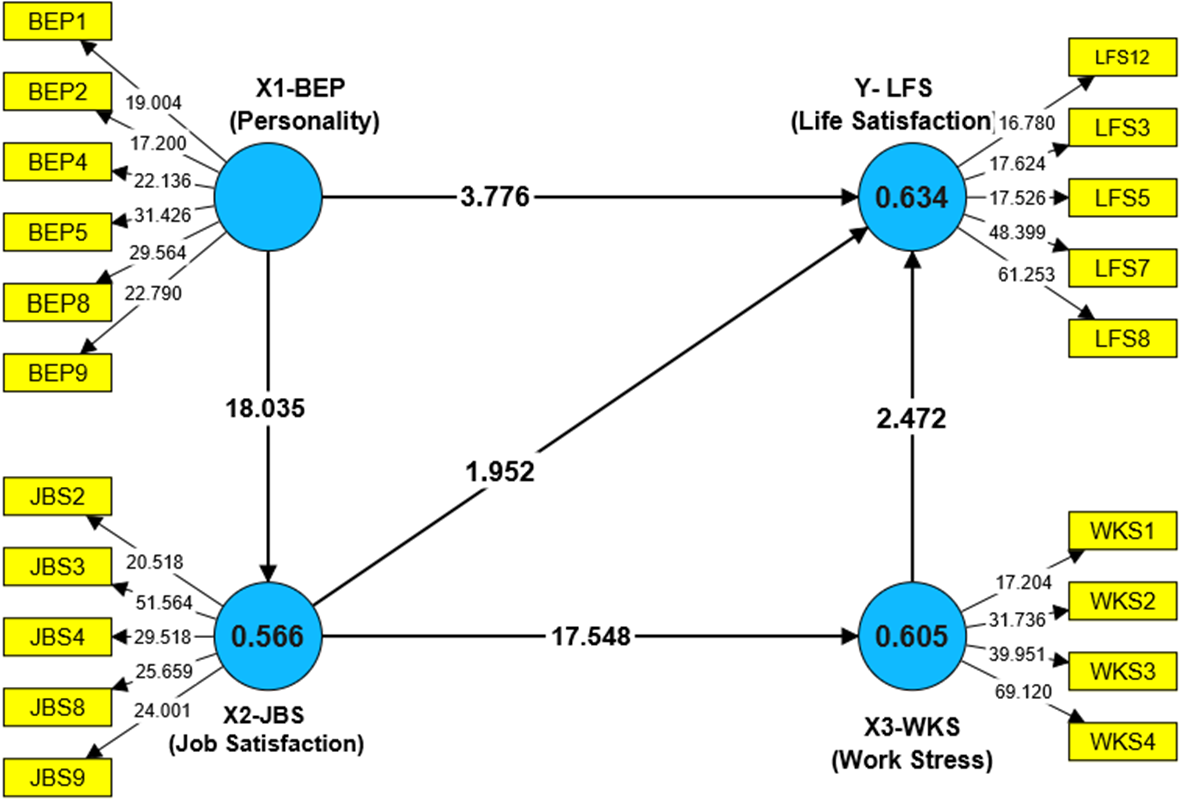 BEP1
BEP2
BEP4
BEP5
BEP8
BEP9
19.004
17.200
22.136
31.426
29.564
22.790
X1-BEP
(Personality)
3.776
Y- LFS
(Life Satisfaction)
0.634
16.780
17.624
17.526
48.399
61.253
LFS12
LFS3
LFS5
LFS7
LFS8
18.035
1.952
2.472
JBS2
JBS3
JBS4
JBS8
JBS9
20.518
51.564
29.518
25.659
24.001
0.566
X2-JBS
(Job Satisfaction)
17.548
0.605
X3-WKS
(Work Stress)
17.204
31.736
39.951
69.120
WKS1
WKS2
WKS3
WKS4